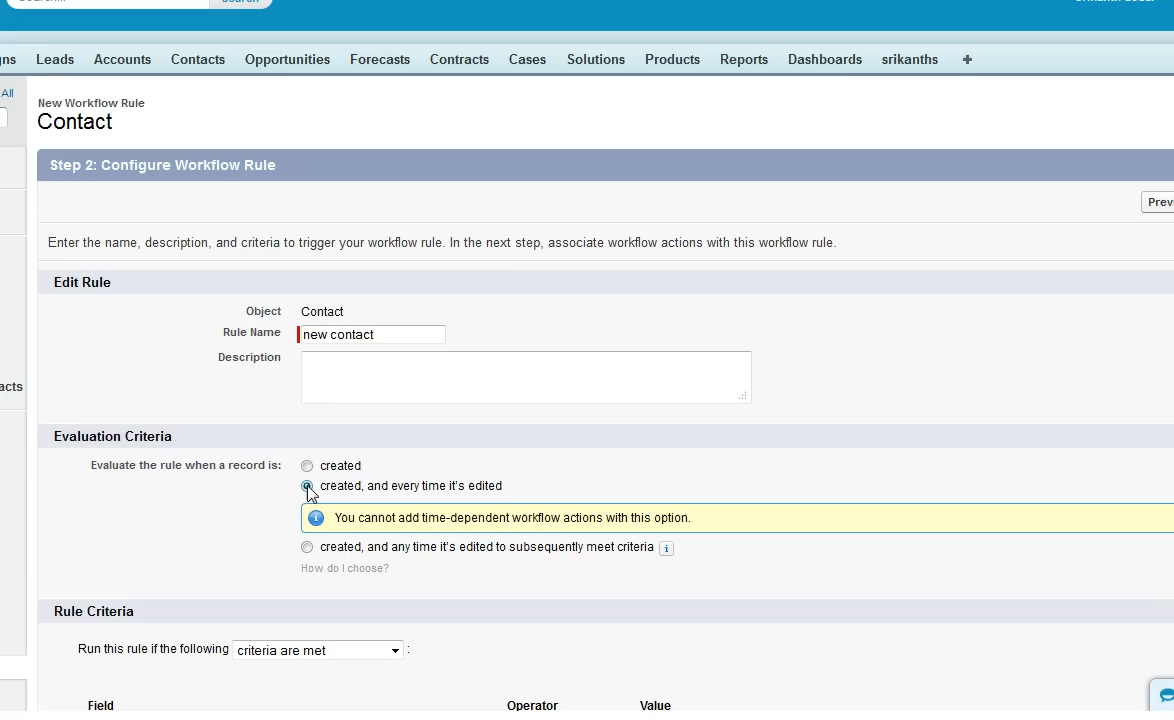 Leads Accounts Contacts Opportunities Forecasts Contracts Cases Solutions Products Reports Dashboards srikanths +
All
New Workflow Rule
Contact
Step 2: Configure Workflow Rule
Enter the name, description, and criteria to trigger your workflow rule. In the next step, associate workflow actions with this workflow rule.
Edit Rule
Object Contact
Rule Name new contact
Description
acts
Evaluation Criteria
Evaluate the rule when a record is: created
created, and every time it's edited
You cannot add time-dependent workflow actions with this option.
created, and any time it's edited to subsequently meet criteria i
How do I choose?
Rule Criteria
Run this rule if the following criteria are met :
Field Operator Value